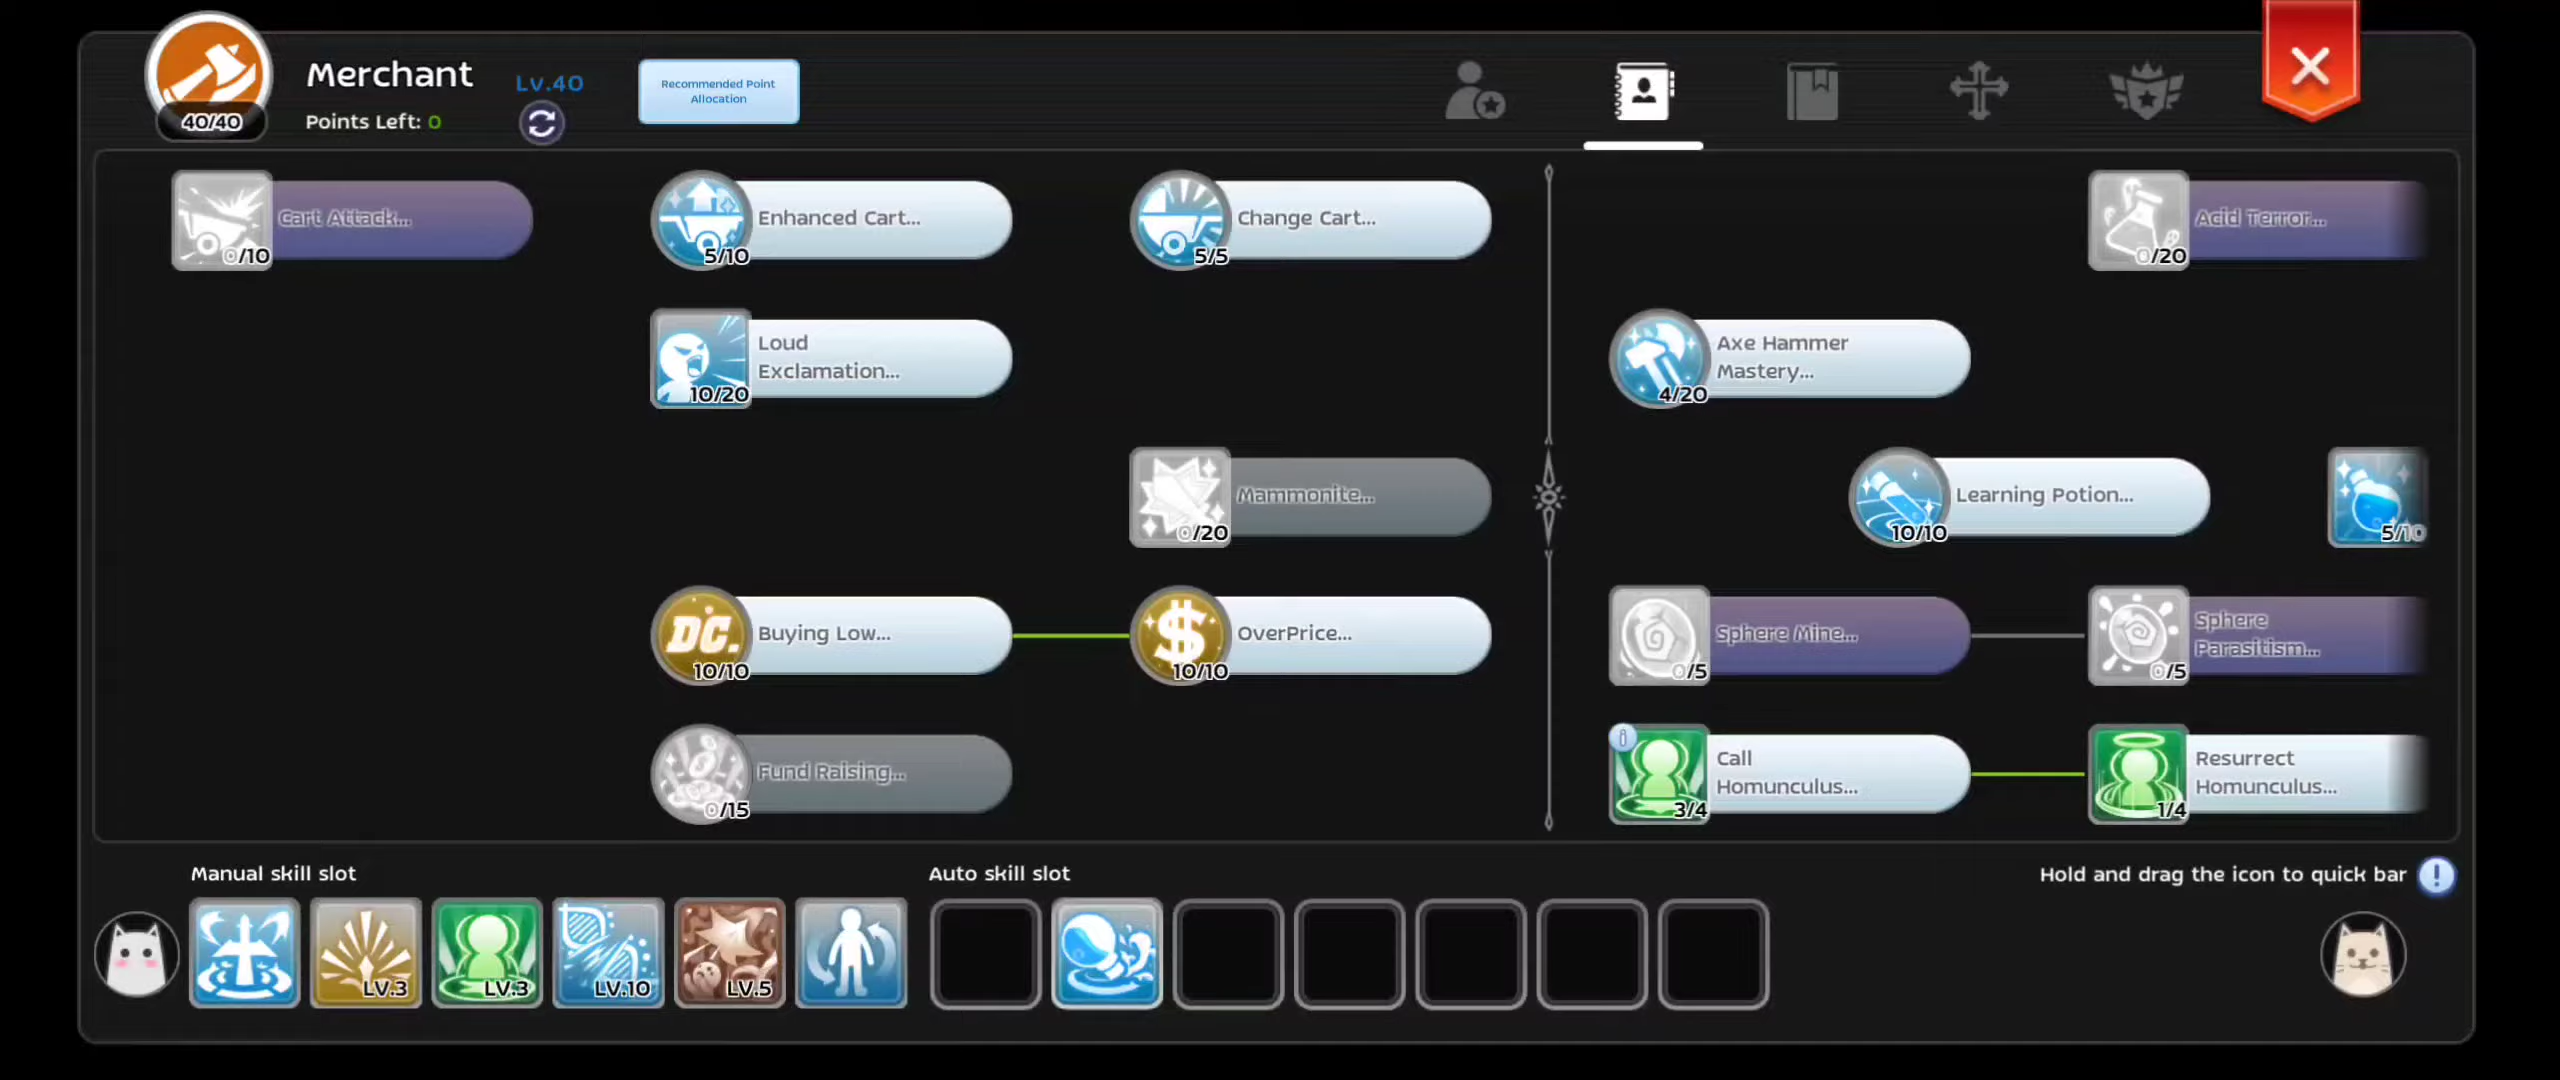 Merchant
Lv.40
Recommended Point
Allocation
40/40
Points Left: 0
Cart Attack...
0/10
Enhanced Cart...
5/10
Change Cart...
5/5
Acid Terror...
0/20
Loud
Exclamation...
10/20
Axe Hammer
Mastery...
4/20
Mammonite...
0/20
Learning Potion...
10/10
5/10
DC.
Buying Low...
10/10
$
OverPrice...
10/10
Sphere Mine...
0/5
Sphere
Parasitism...
0/5
Fund Raising...
0/15
Call
Homunculus...
3/4
Resurrect
Homunculus...
1/4
Manual skill slot
Auto skill slot
Hold and drag the icon to quick bar
LV.3
LV.3
LV.10
LV.5